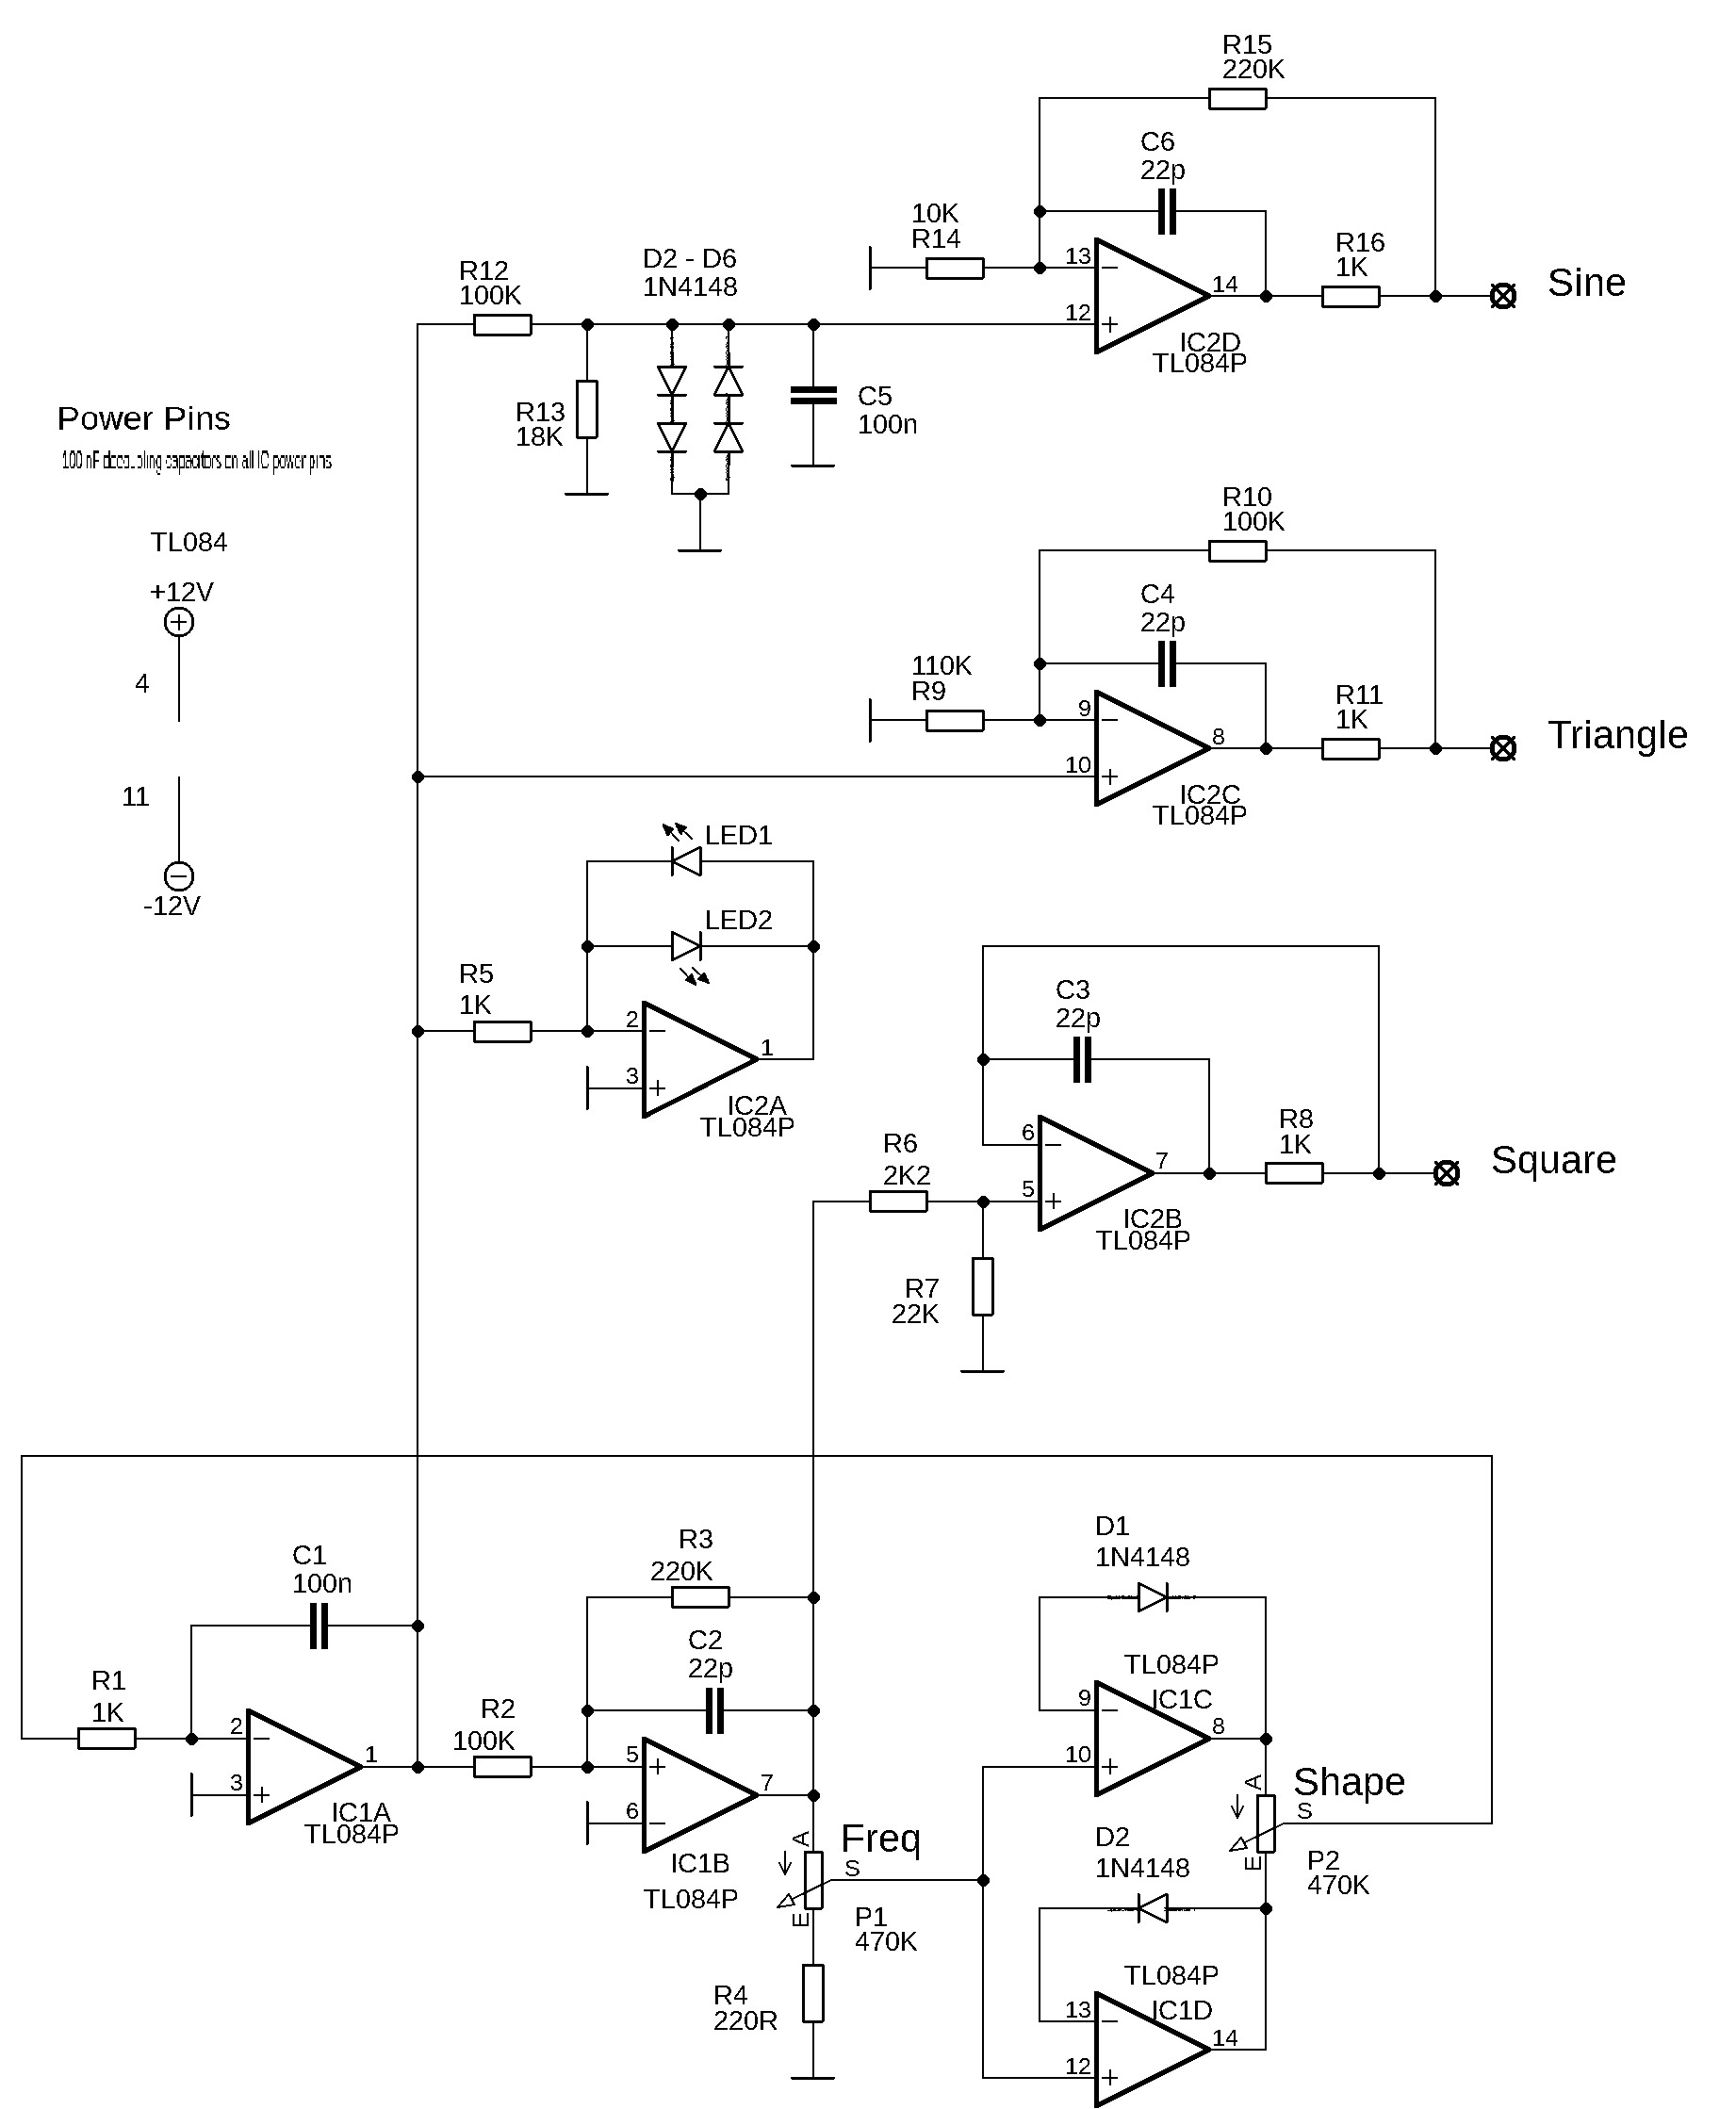 R15
220K
C6
22p
10K
R14
13
12
14
R16
1K
Sine
IC2D
TL084P
R12
100K
D2 - D6
1N4148
R13
18K
C5
100n
Power Pins
100 nF decoupling capacitors on all IC power pins
TL084
+12V
4
11
-12V
R10
100K
C4
22p
110K
R9
9
10
8
R11
1K
Triangle
IC2C
TL084P
LED1
LED2
R5
1K
2
3
1
IC2A
TL084P
C3
22p
R6
2K2
6
5
7
R8
1K
Square
IC2B
TL084P
R7
22K
C1
100n
R1
1K
2
3
1
IC1A
TL084P
R3
220K
C2
22p
R2
100K
5
6
7
IC1B
TL084P
A
Freq
S
E
P1
470K
R4
220R
D1
1N4148
TL084P
IC1C
9
10
8
A
Shape
S
E
P2
470K
D2
1N4148
TL084P
IC1D
13
12
14